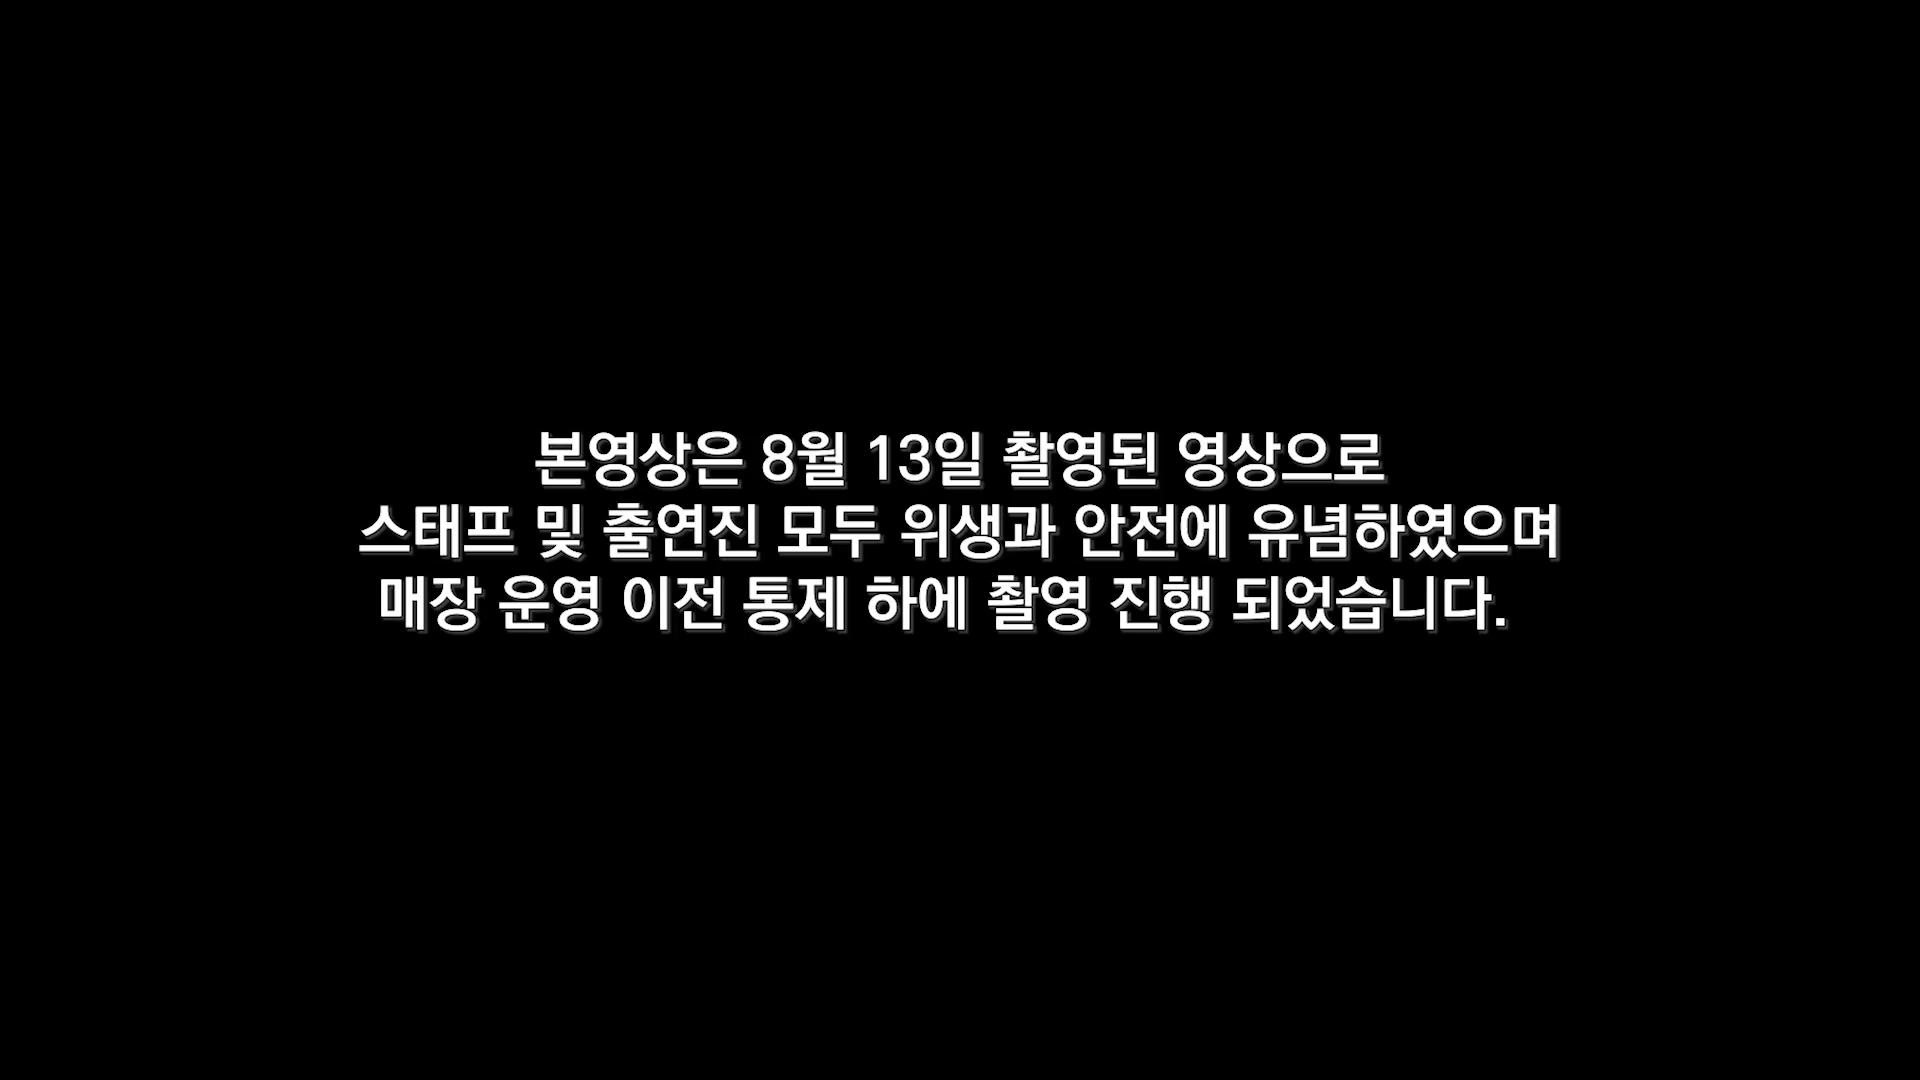 본영상은 8월 13일 촬영된 영상으로
스태프 및 출연진 모두 위생과 안전에 유념하였으며
매장 운영 이전 통제 하에 촬영 진행 되었습니다.